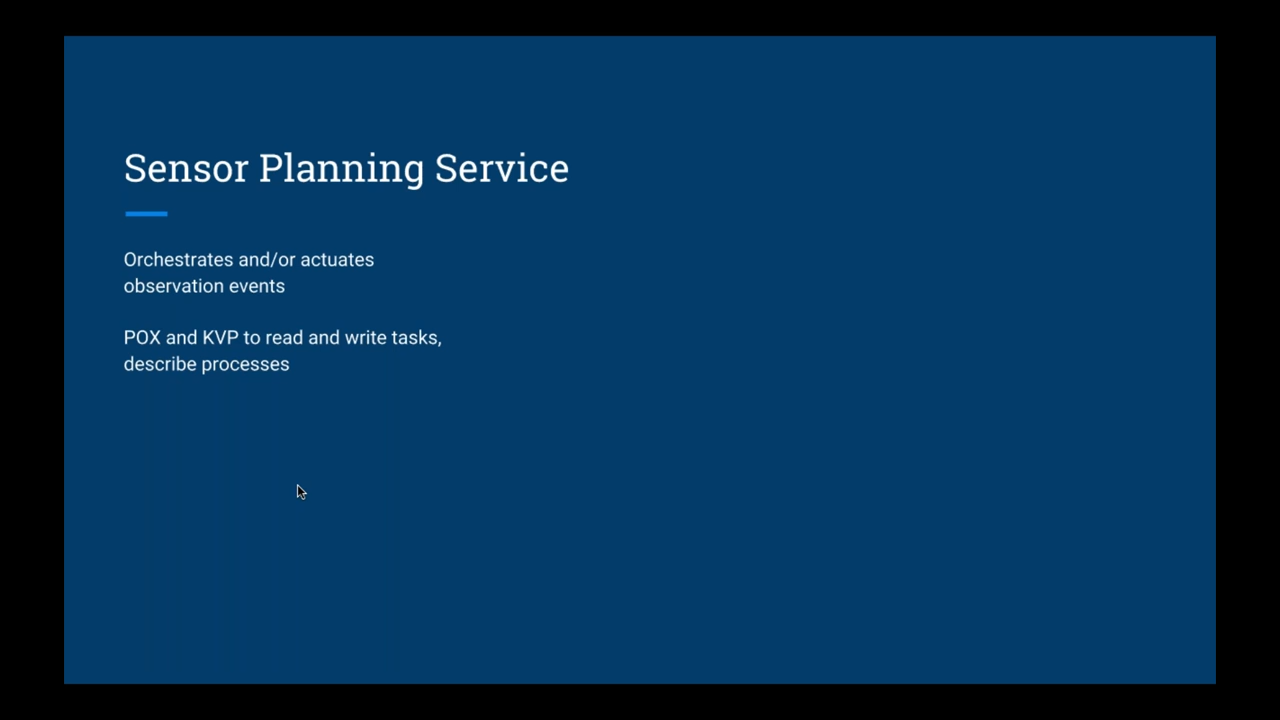 Sensor Planning Service
Orchestrates and/or actuates
observation events
POX and KVP to read and write tasks,
describe processes